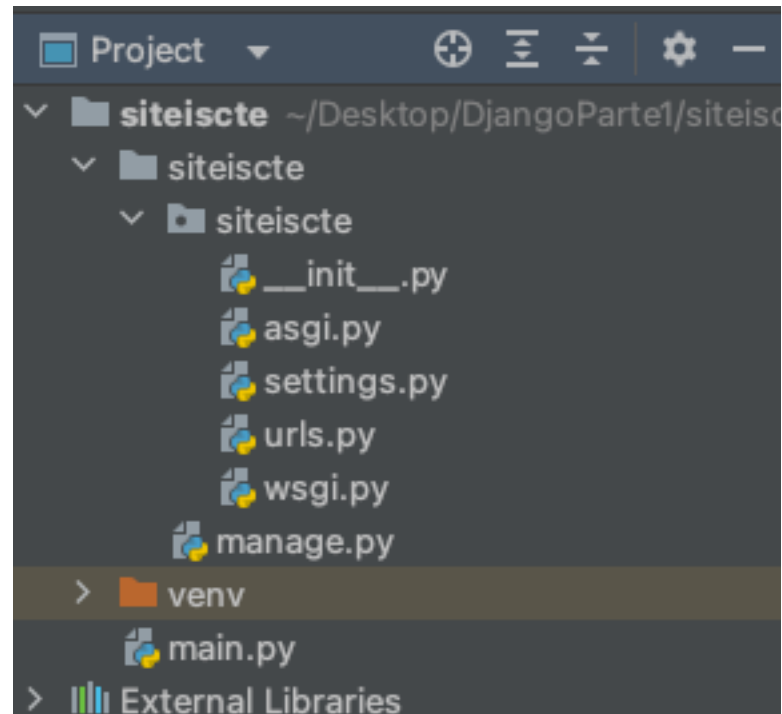 Project
siteiscte ~/Desktop/DjangoParte1/siteisc
siteiscte
siteiscte
__init__.py
asgi.py
settings.py
urls.py
wsgi.py
manage.py
venv
main.py
External Libraries